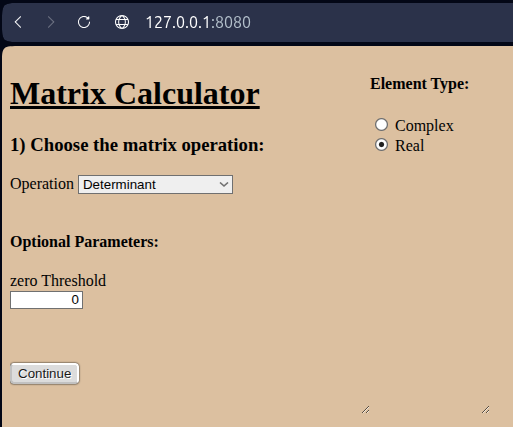 127.0.0.1:8080
Matrix Calculator
1) Choose the matrix operation:
Operation Determinant
Optional Parameters:
zero Threshold
0
Continue
Element Type:
Complex
Real